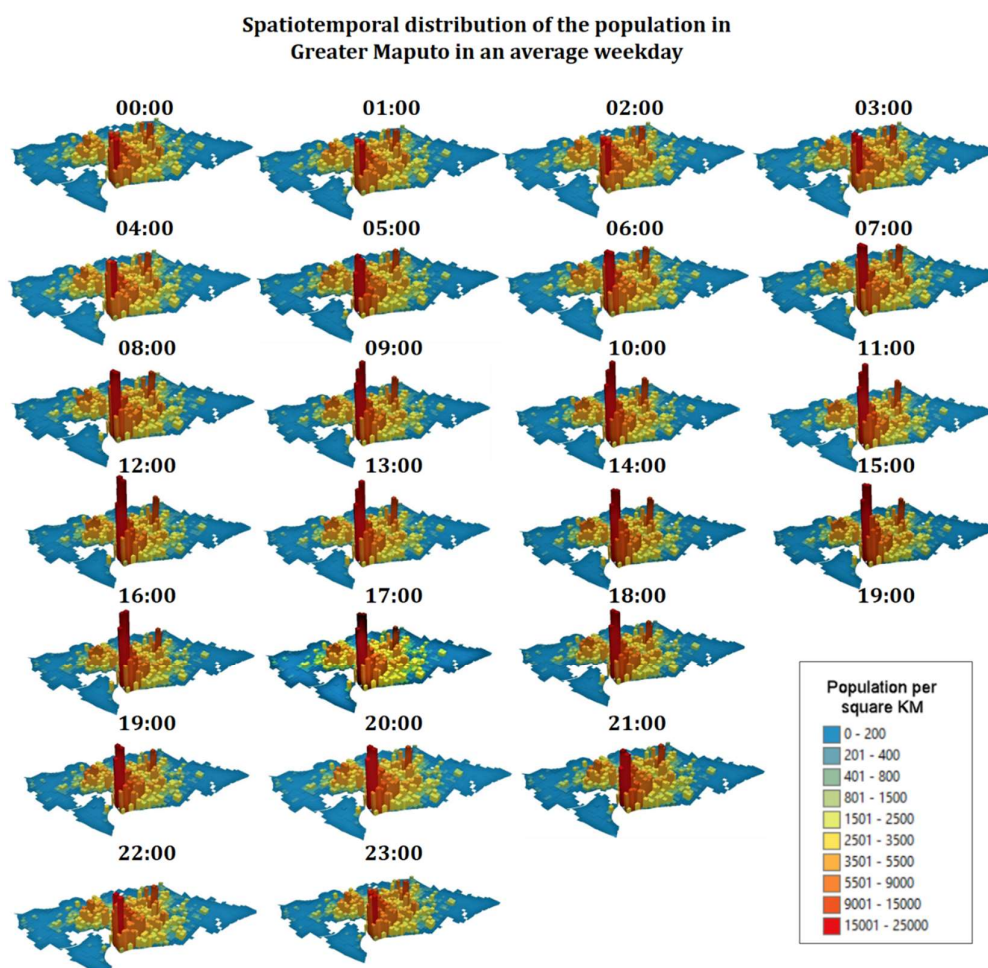 Spatiotemporal distribution of the population in
Greater Maputo in an average weekday
00:00 01:00 02:00 03:00
04:00 05:00 06:00 07:00
08:00 09:00 10:00 11:00
12:00 13:00 14:00 15:00
16:00 17:00 18:00 19:00
19:00 20:00 21:00
22:00 23:00
Population per
square KM
0 - 200
201 - 400
401 - 800
801 - 1500
1501 - 2500
2501 - 3500
3501 - 5500
5501 - 9000
9001 - 15000
15001 - 25000